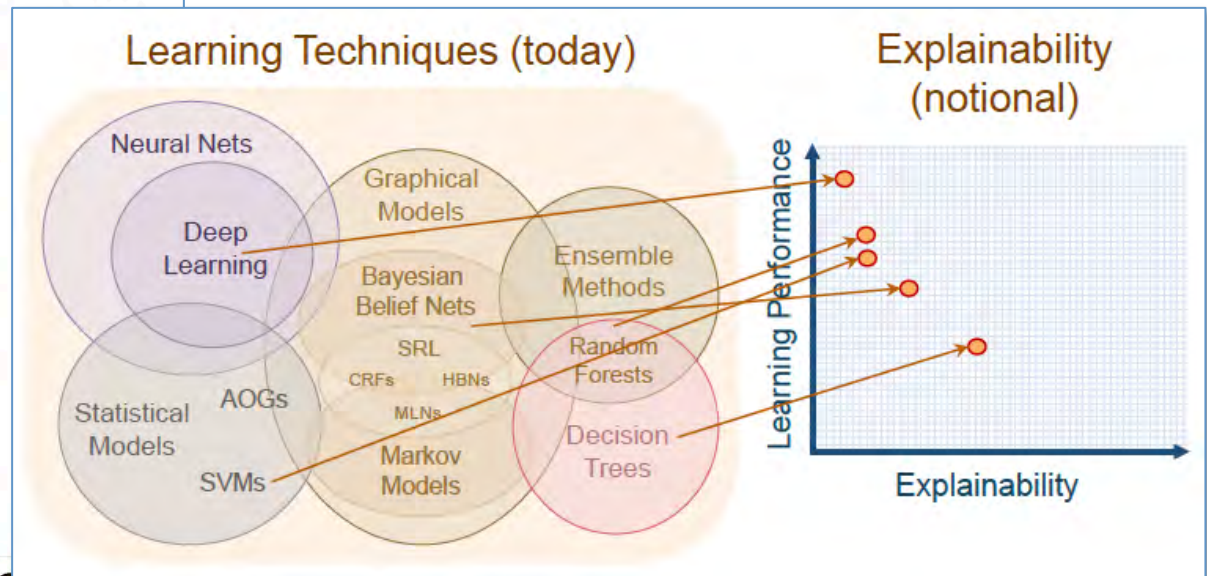 Learning Techniques (today)
Explainability
(notional)
Neural Nets
Graphical
Models
Deep
Learning
Ensemble
Methods
Bayesian
Belief Nets
SRL
Random
Forests
CRFs
HBNs
AOGs
MLNs
Statistical
Models
Decision
Trees
SVMs
Markov
Models
Learning Performance
Explainability